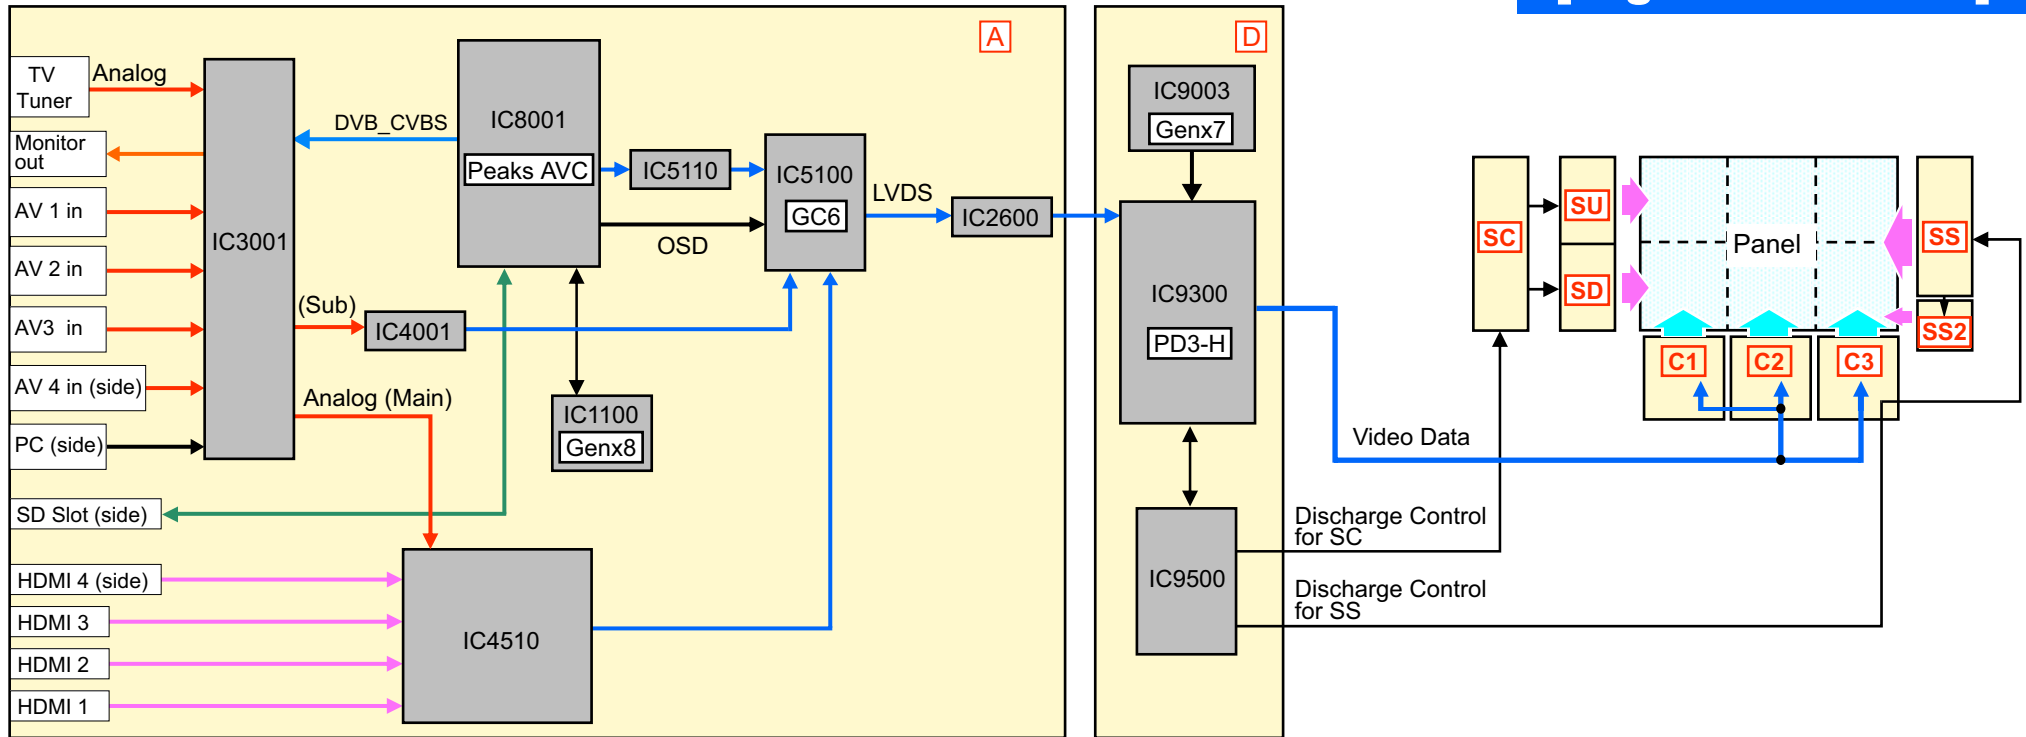 A
D
TV
Tuner
Analog
Monitor
out
AV 1 in
AV 2 in
AV3 in
AV 4 in (side)
PC (side)
SD Slot (side)
HDMI 4 (side)
HDMI 3
HDMI 2
HDMI 1
IC3001
DVB_CVBS
(Sub)
IC4001
Analog (Main)
IC8001
Peaks AVC
IC5110
OSD
IC5100
GC6
LVDS
IC2600
IC1100
Genx8
IC4510
IC9003
Genx7
IC9300
PD3-H
IC9500
Video Data
Discharge Control
for SC
Discharge Control
for SS
SC
SU
SD
Panel
SS
SS2
C1
C2
C3